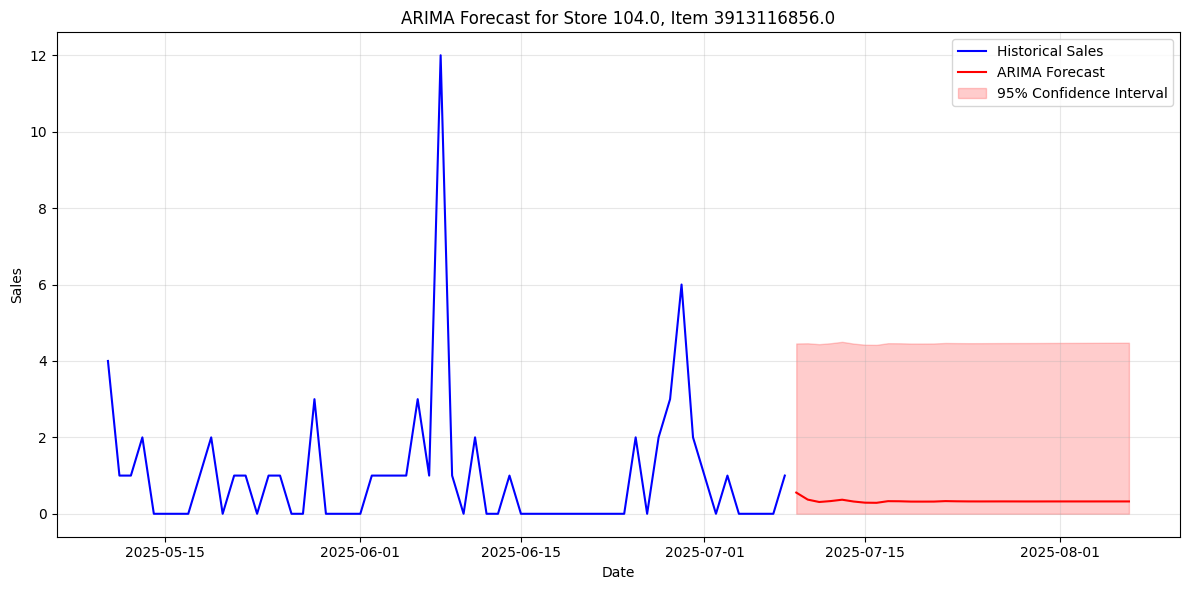 ARIMA Forecast for Store 104.0, Item 3913116856.0
Historical Sales
ARIMA Forecast
95% Confidence Interval
Sales
12
10
8
6
4
2
0
2025-05-15
2025-06-01
2025-06-15
2025-07-01
2025-07-15
2025-08-01
Date